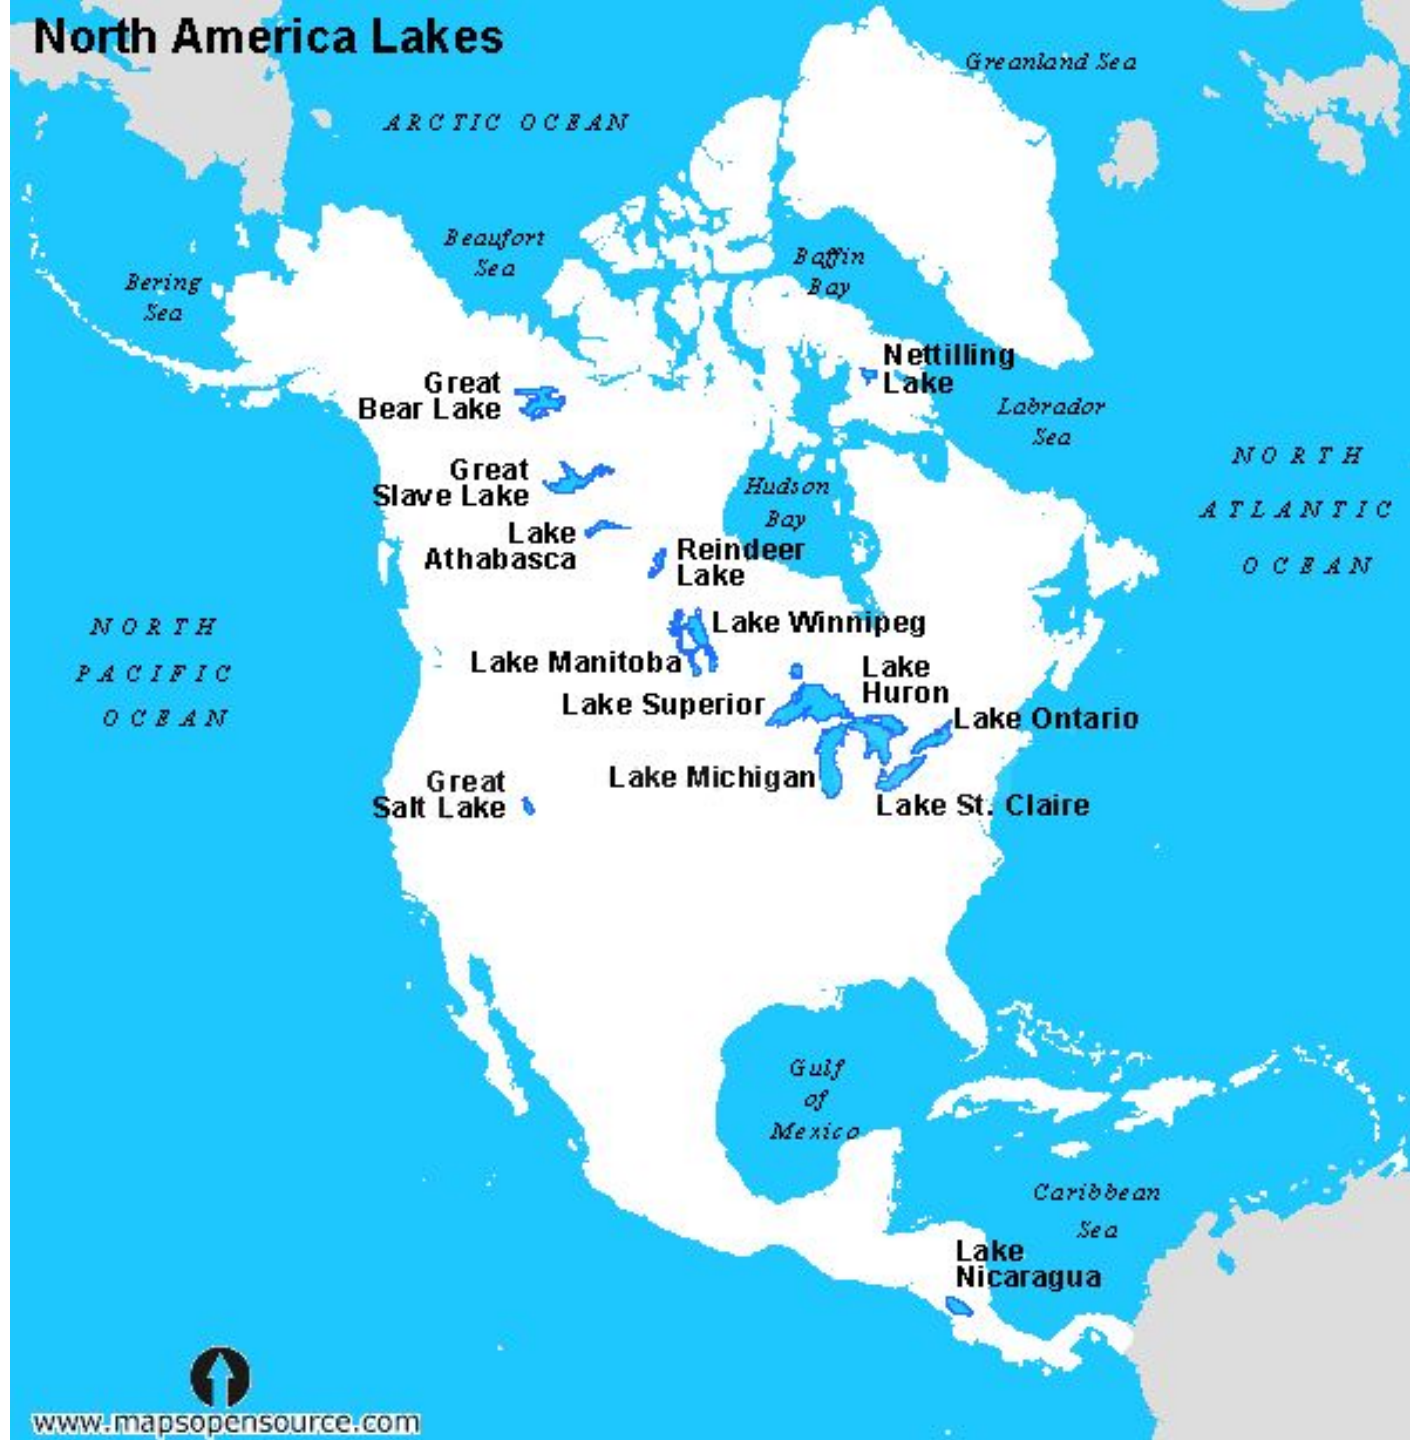 North America Lakes
Greanland Sea
ARCTIC OCEAN
Beaufort
Sea
Baffin
Bay
Bering
Sea
Nettilling
Lake
Great
Bear Lake
Labrador
Sea
NORTH
ATLANTIC
OCEAN
Great
Slave Lake
Hudson
Bay
Lake
Athabasca
Reindeer
Lake
NORTH
PACIFIC
OCEAN
Lake Winnipeg
Lake Manitoba
Lake
Huron
Lake Superior
Lake Ontario
Lake Michigan
Great
Salt Lake
Lake St. Claire
Gulf
of
Mexico
Caribbean
Sea
Lake
Nicaragua
www.mapsopensource.com